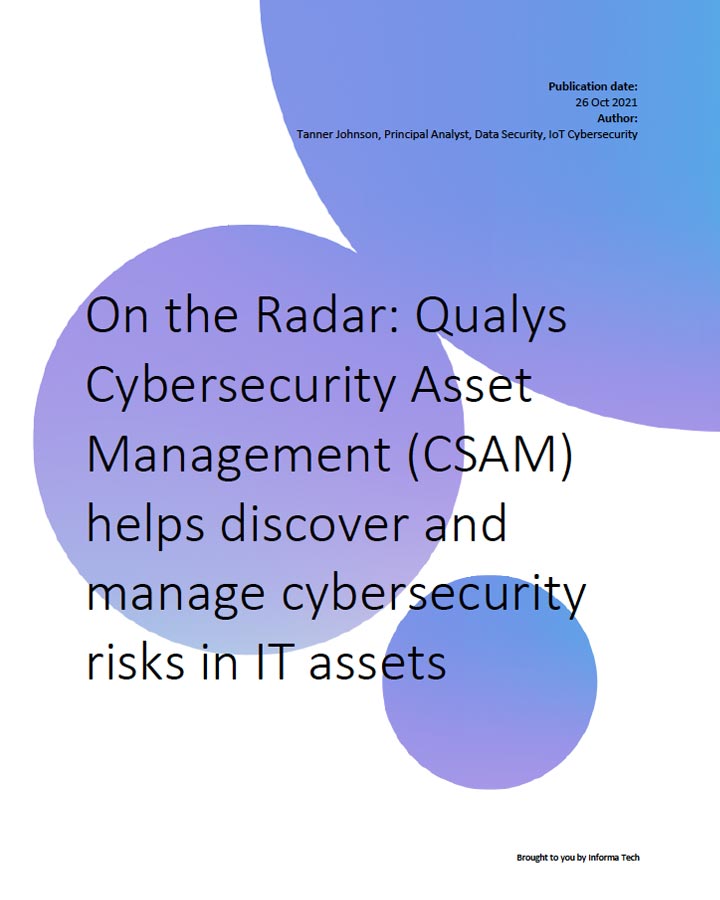 Publication date:
26 Oct 2021
Author:
Tanner Johnson, Principal Analyst, Data Security, IoT Cybersecurity
On the Radar: Qualys
Cybersecurity Asset
Management (CSAM)
helps discover and
manage cybersecurity
risks in IT assets
Brought to you by Informa Tech